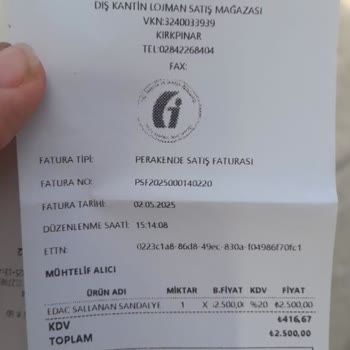 DIŞ KANTİN LOJMAN SATIŞ MAĞAZASI
VKN:3240033939
KIRKPINAR
TEL:02842268404
FAX:
FATURA TİPİ: PERAKENDE SATIŞ FATURASI
FATURA NO: PSF2025000140220
FATURA TARİHİ: 02.05.2025
DÜZENLENME SAATİ: 15:14:08
ETTN: 0223c1a8-86d8-49ec-830a-f04986f70fc1
MÜHTELİF ALICI
ÜRÜN ADI MİKTAR B.FİYAT KDV FİYAT
EDAC SALLANAN SANDALYE 1 X 2.500,0 %20 ₺2.500,00
KDV ₺416,67
TOPLAM ₺2.500,00